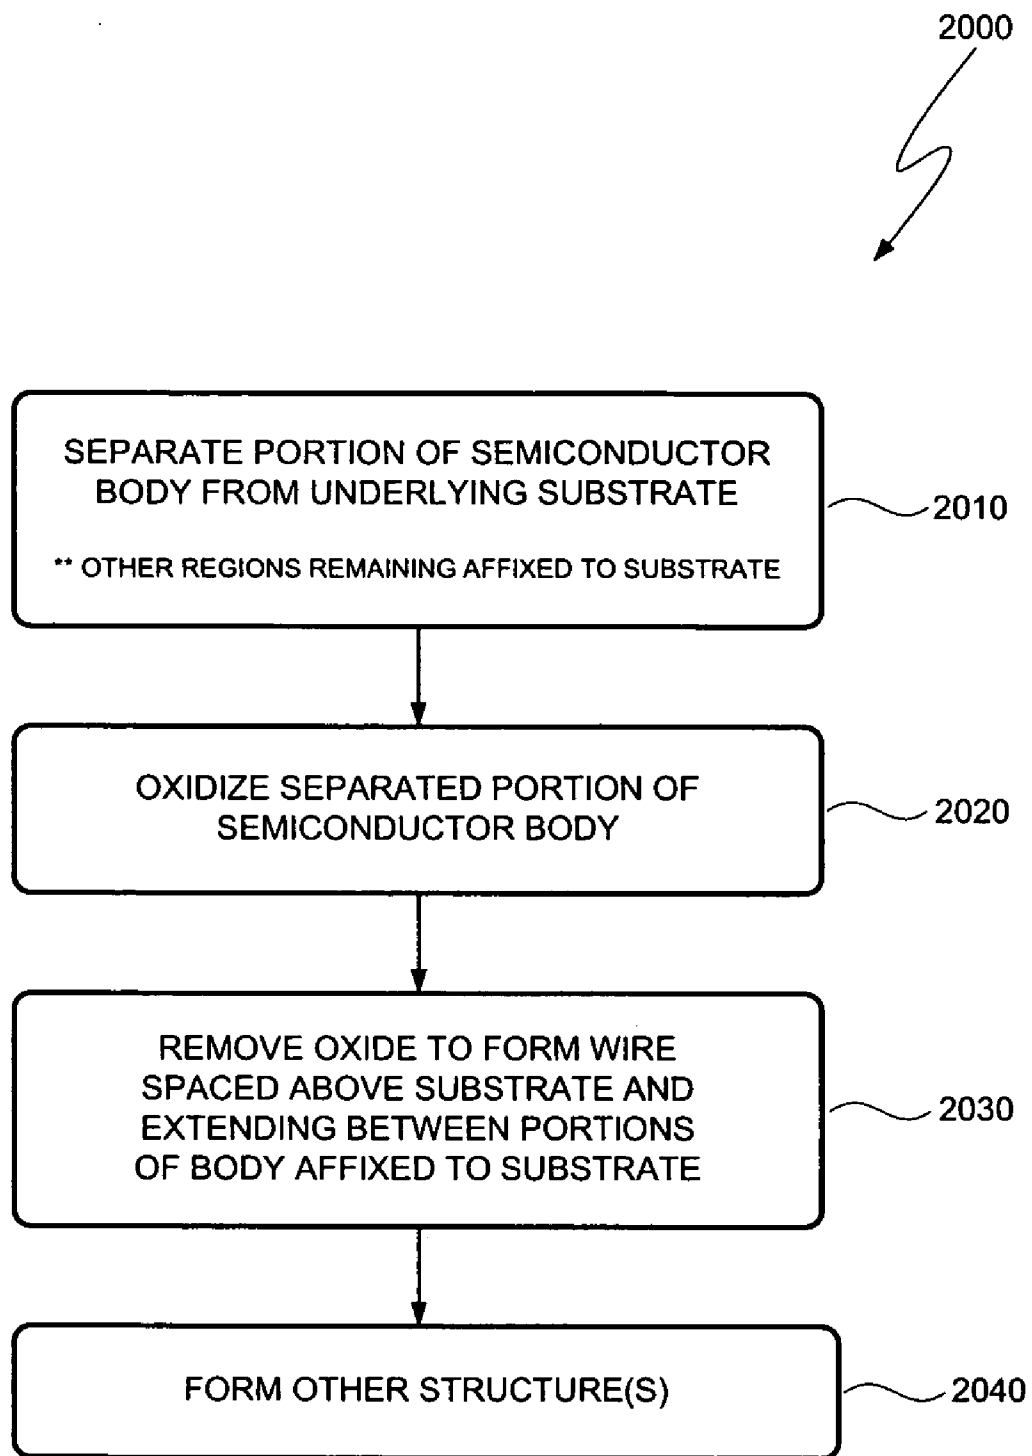 2000
SEPARATE PORTION OF SEMICONDUCTOR
BODY FROM UNDERLYING SUBSTRATE
** OTHER REGIONS REMAINING AFFIXED TO SUBSTRATE
2010
OXIDIZE SEPARATED PORTION OF
SEMICONDUCTOR BODY
2020
REMOVE OXIDE TO FORM WIRE
SPACED ABOVE SUBSTRATE AND
EXTENDING BETWEEN PORTIONS
OF BODY AFFIXED TO SUBSTRATE
2030
FORM OTHER STRUCTURE(S)
2040